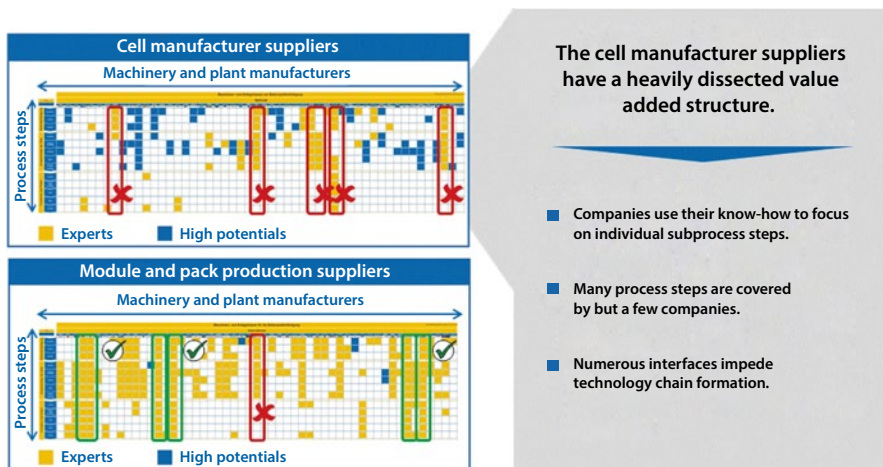 Cell manufacturer suppliers
Machinery and plant manufacturers
Process steps
Experts
High potentials
Module and pack production suppliers
Machinery and plant manufacturers
Process steps
Experts
High potentials
The cell manufacturer suppliers
have a heavily dissected value
added structure.
Companies use their know-how to focus
on individual subprocess steps.
Many process steps are covered
by but a few companies.
Numerous interfaces impede
technology chain formation.